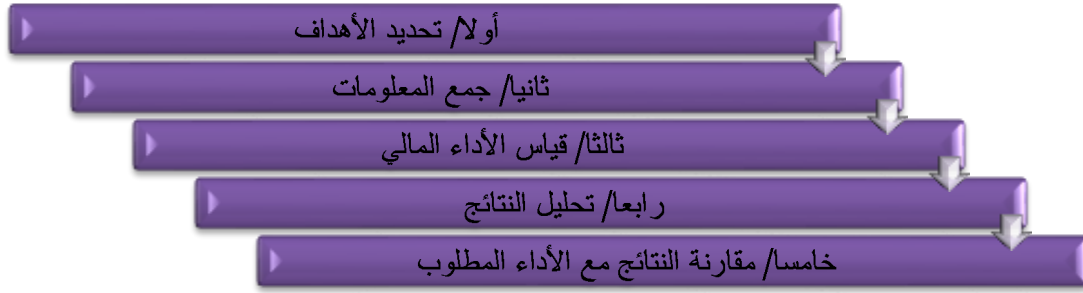 أولا/ تحديد الأهداف
ثانيا/ جمع المعلومات
ثالثا/ قياس الأداء المالي
رابعا/ تحليل النتائج
خامسا/ مقارنة النتائج مع الأداء المطلوب